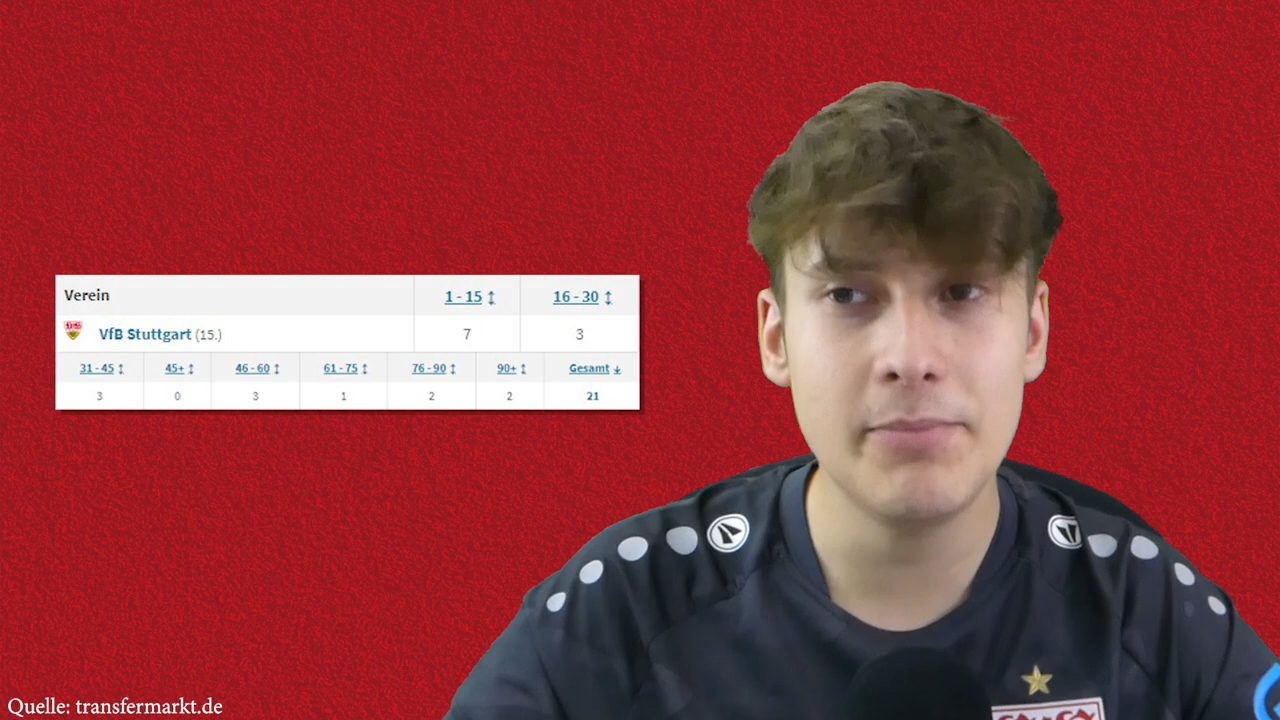 Verein 1 - 15 16 - 30
VfB Stuttgart (15.) 7 3
31 - 45 45+ 46 - 60 61 - 75 76 - 90 90+ Gesamt
3 0 3 1 2 2 21
Quelle: transfermarkt.de